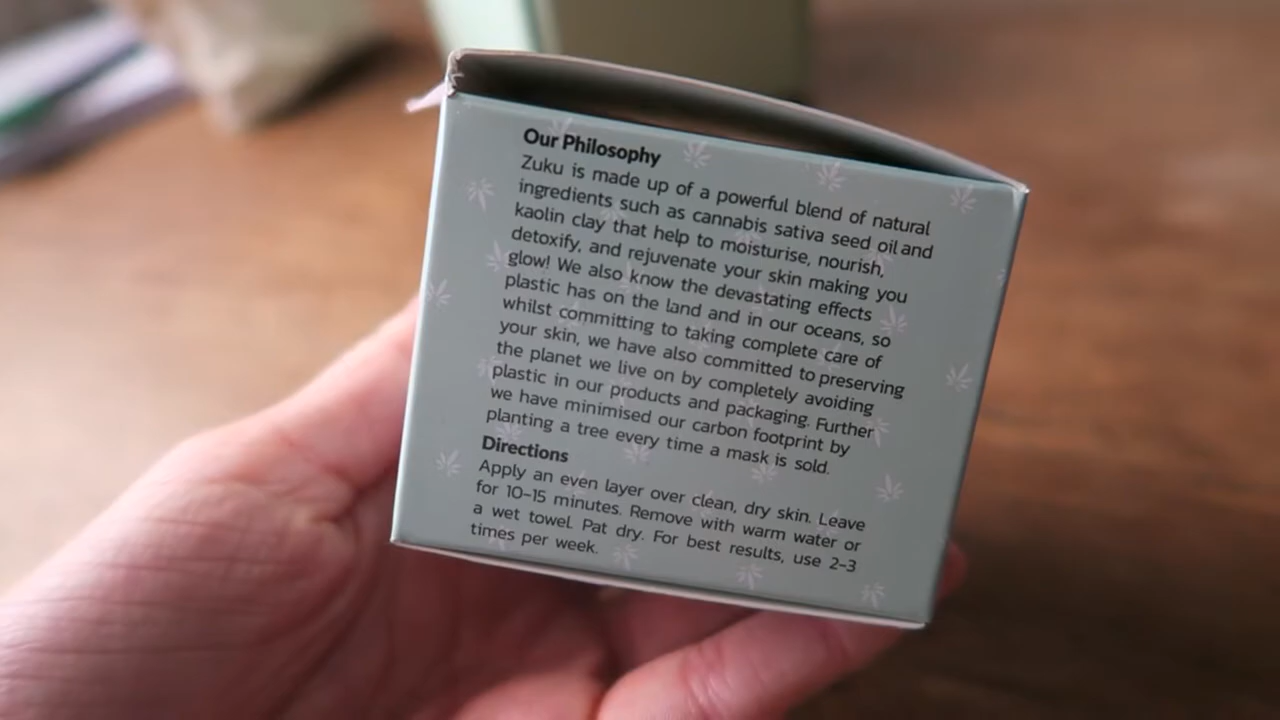 Our Philosophy
Zuku is made up of a powerful blend of natural
ingredients such as cannabis sativa seed oil and
kaolin clay that help to moisturise, nourish,
detoxify, and rejuvenate your skin making you
glow! We also know the devastating effects
plastic has on the land and in our oceans, so
whilst committing to taking complete care of
your skin, we have also committed to preserving
the planet we live on by completely avoiding
plastic in our products and packaging. Further
we have minimised our carbon footprint by
planting a tree every time a mask is sold.
Directions
Apply an even layer over clean, dry skin. Leave
for 10-15 minutes. Remove with warm water or
a wet towel. Pat dry. For best results, use 2-3
times per week.